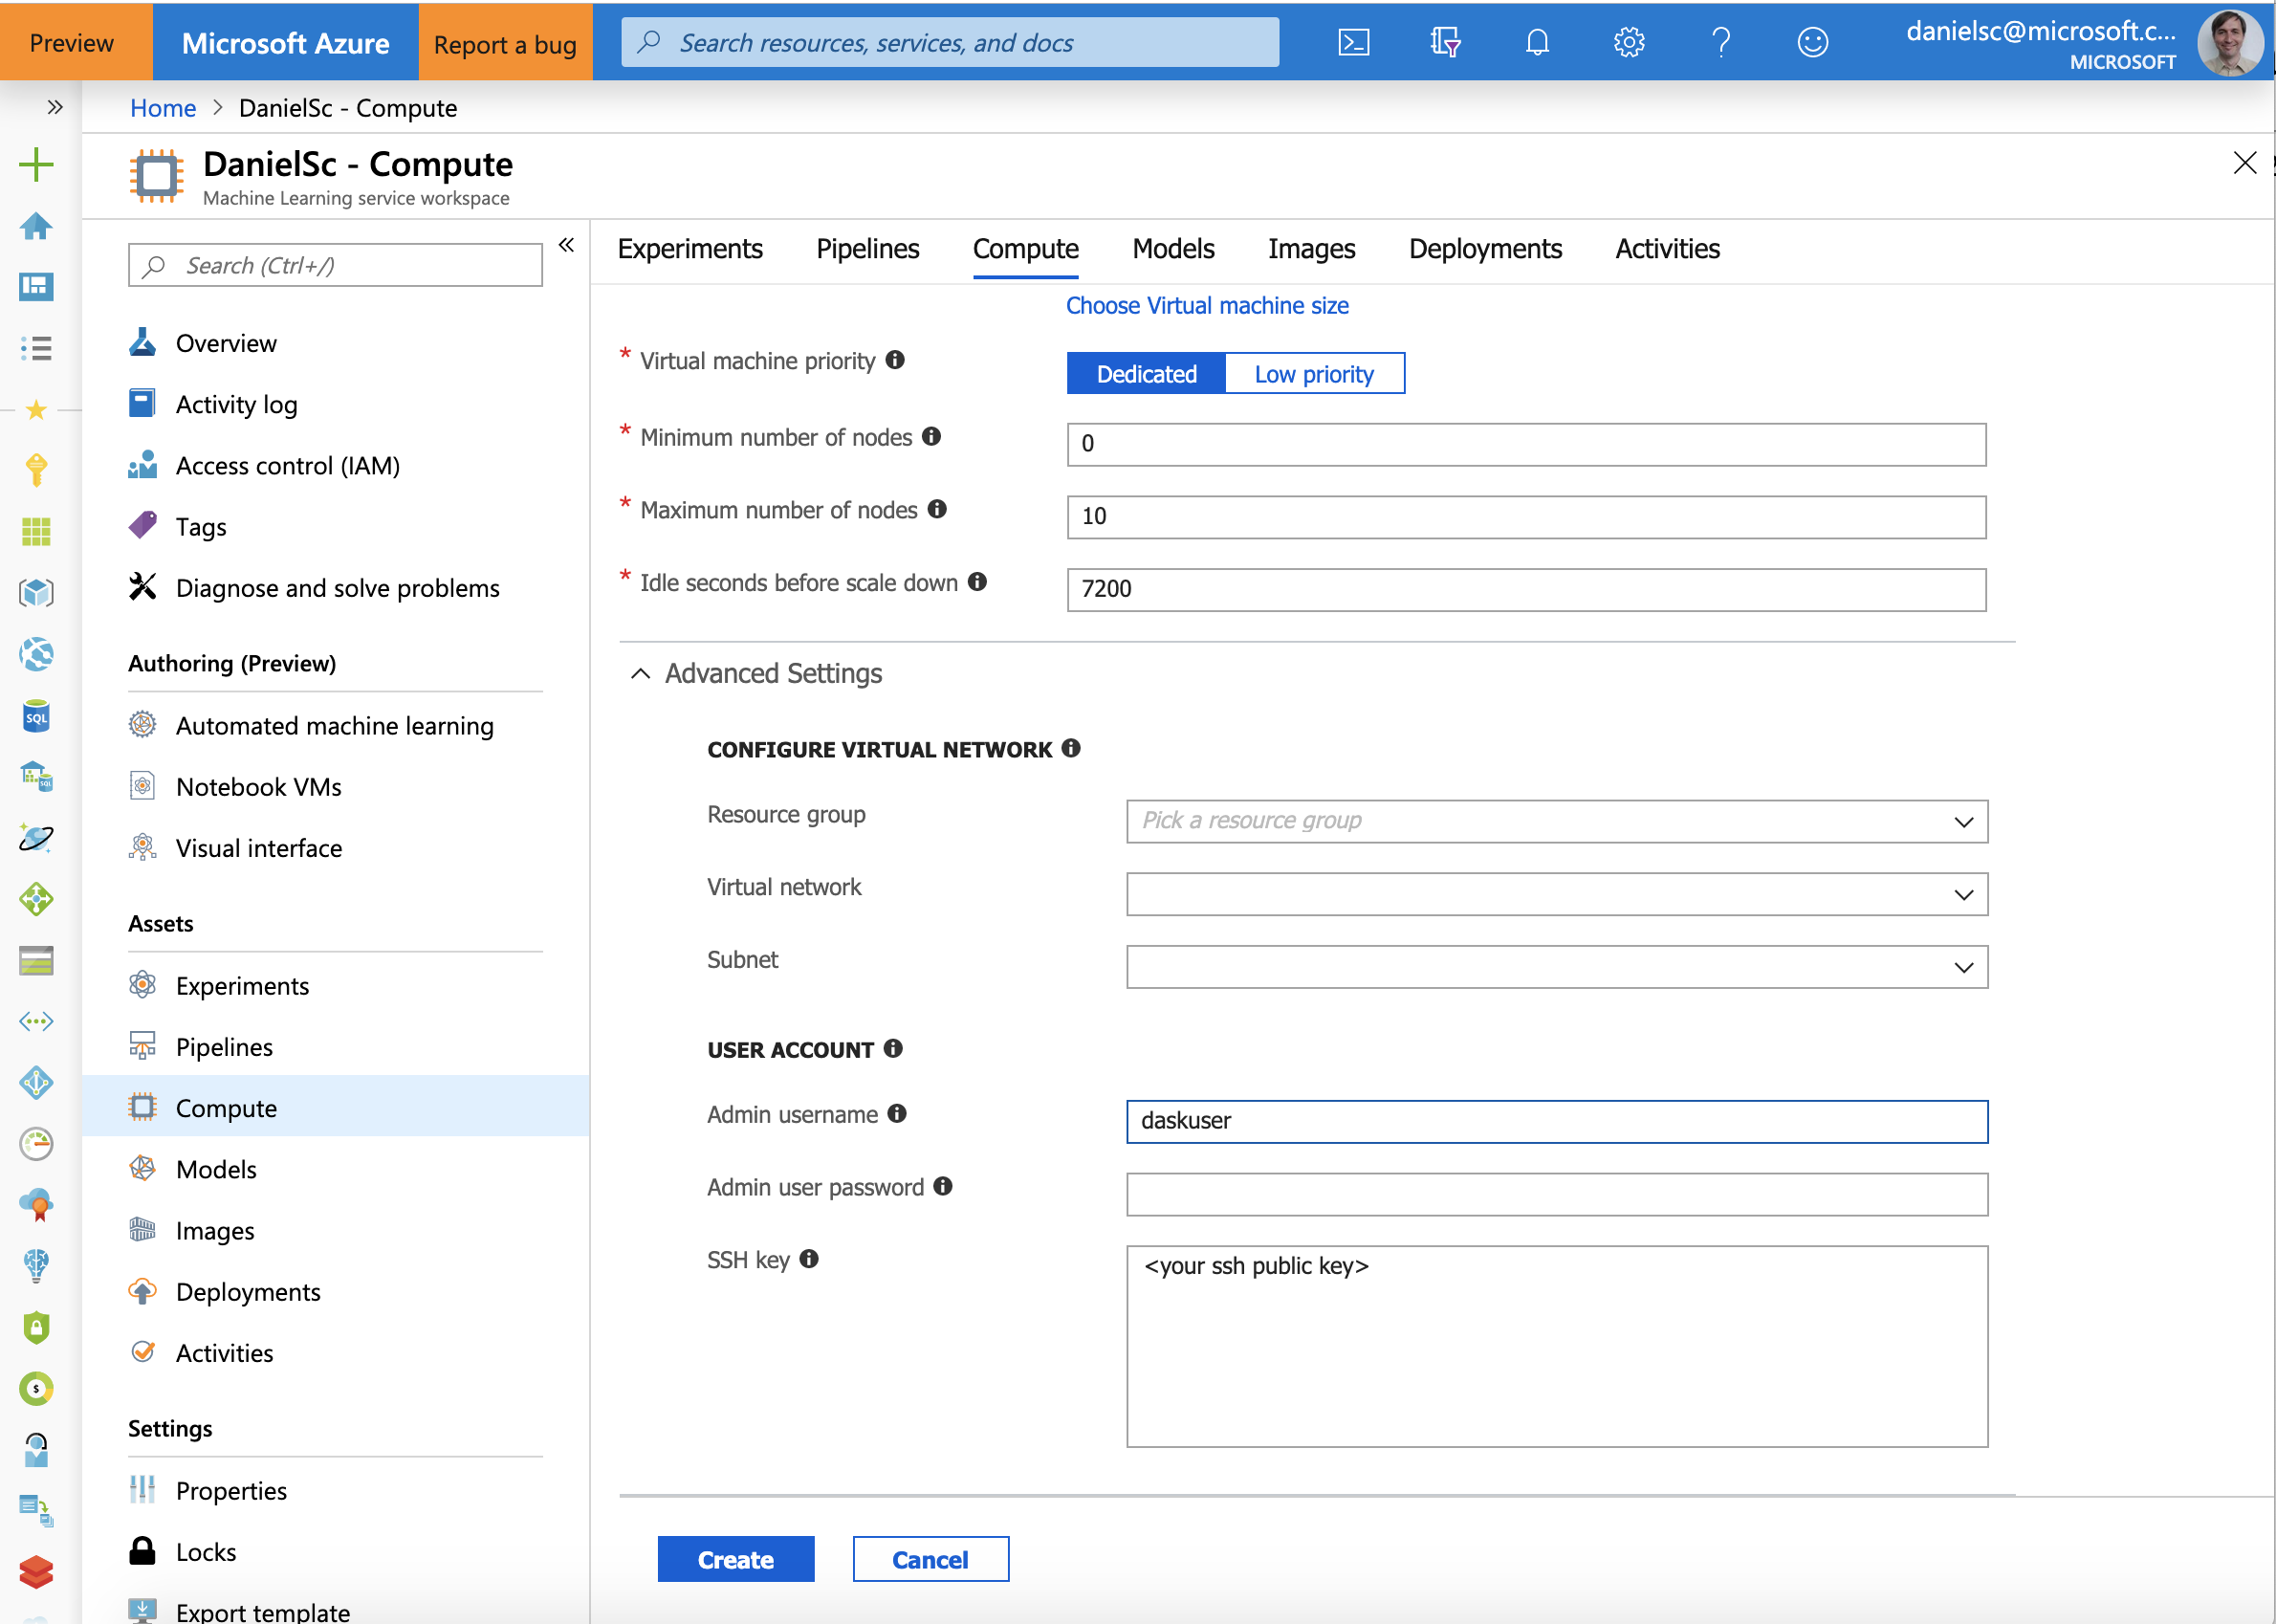 Preview
Microsoft Azure
Report a bug
Search resources, services, and docs
danielsc@microsoft.c...
MICROSOFT
Home > DanielSc - Compute
DanielSc - Compute
Machine Learning service workspace
Search (Ctrl+/)
Overview
Activity log
Access control (IAM)
Tags
Diagnose and solve problems
Authoring (Preview)
Automated machine learning
Notebook VMs
Visual interface
Assets
Experiments
Pipelines
Compute
Models
Images
Deployments
Activities
Settings
Properties
Locks
Export template
Experiments Pipelines Compute Models Images Deployments Activities
Choose Virtual machine size
* Virtual machine priority
Dedicated Low priority
* Minimum number of nodes
0
* Maximum number of nodes
10
* Idle seconds before scale down
7200
Advanced Settings
CONFIGURE VIRTUAL NETWORK
Resource group
Pick a resource group
Virtual network
Subnet
USER ACCOUNT
Admin username
daskuser
Admin user password
SSH key
<your ssh public key>
Create Cancel
SQL
SQL
$